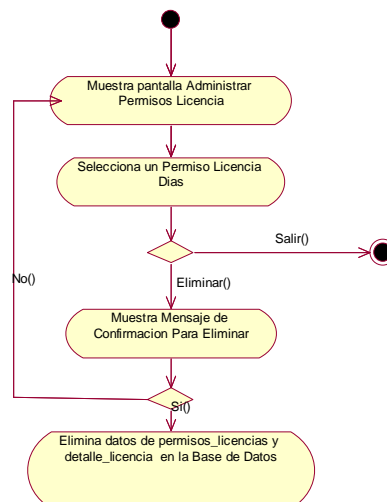 Muestra pantalla Administrar
Permisos Licencia
Selecciona un Permiso Licencia
Dias
Salir()
No()
Eliminar()
Muestra Mensaje de
Confirmacion Para Eliminar
Si()
Elimina datos de permisos_licencias y
detalle_licencia en la Base de Datos